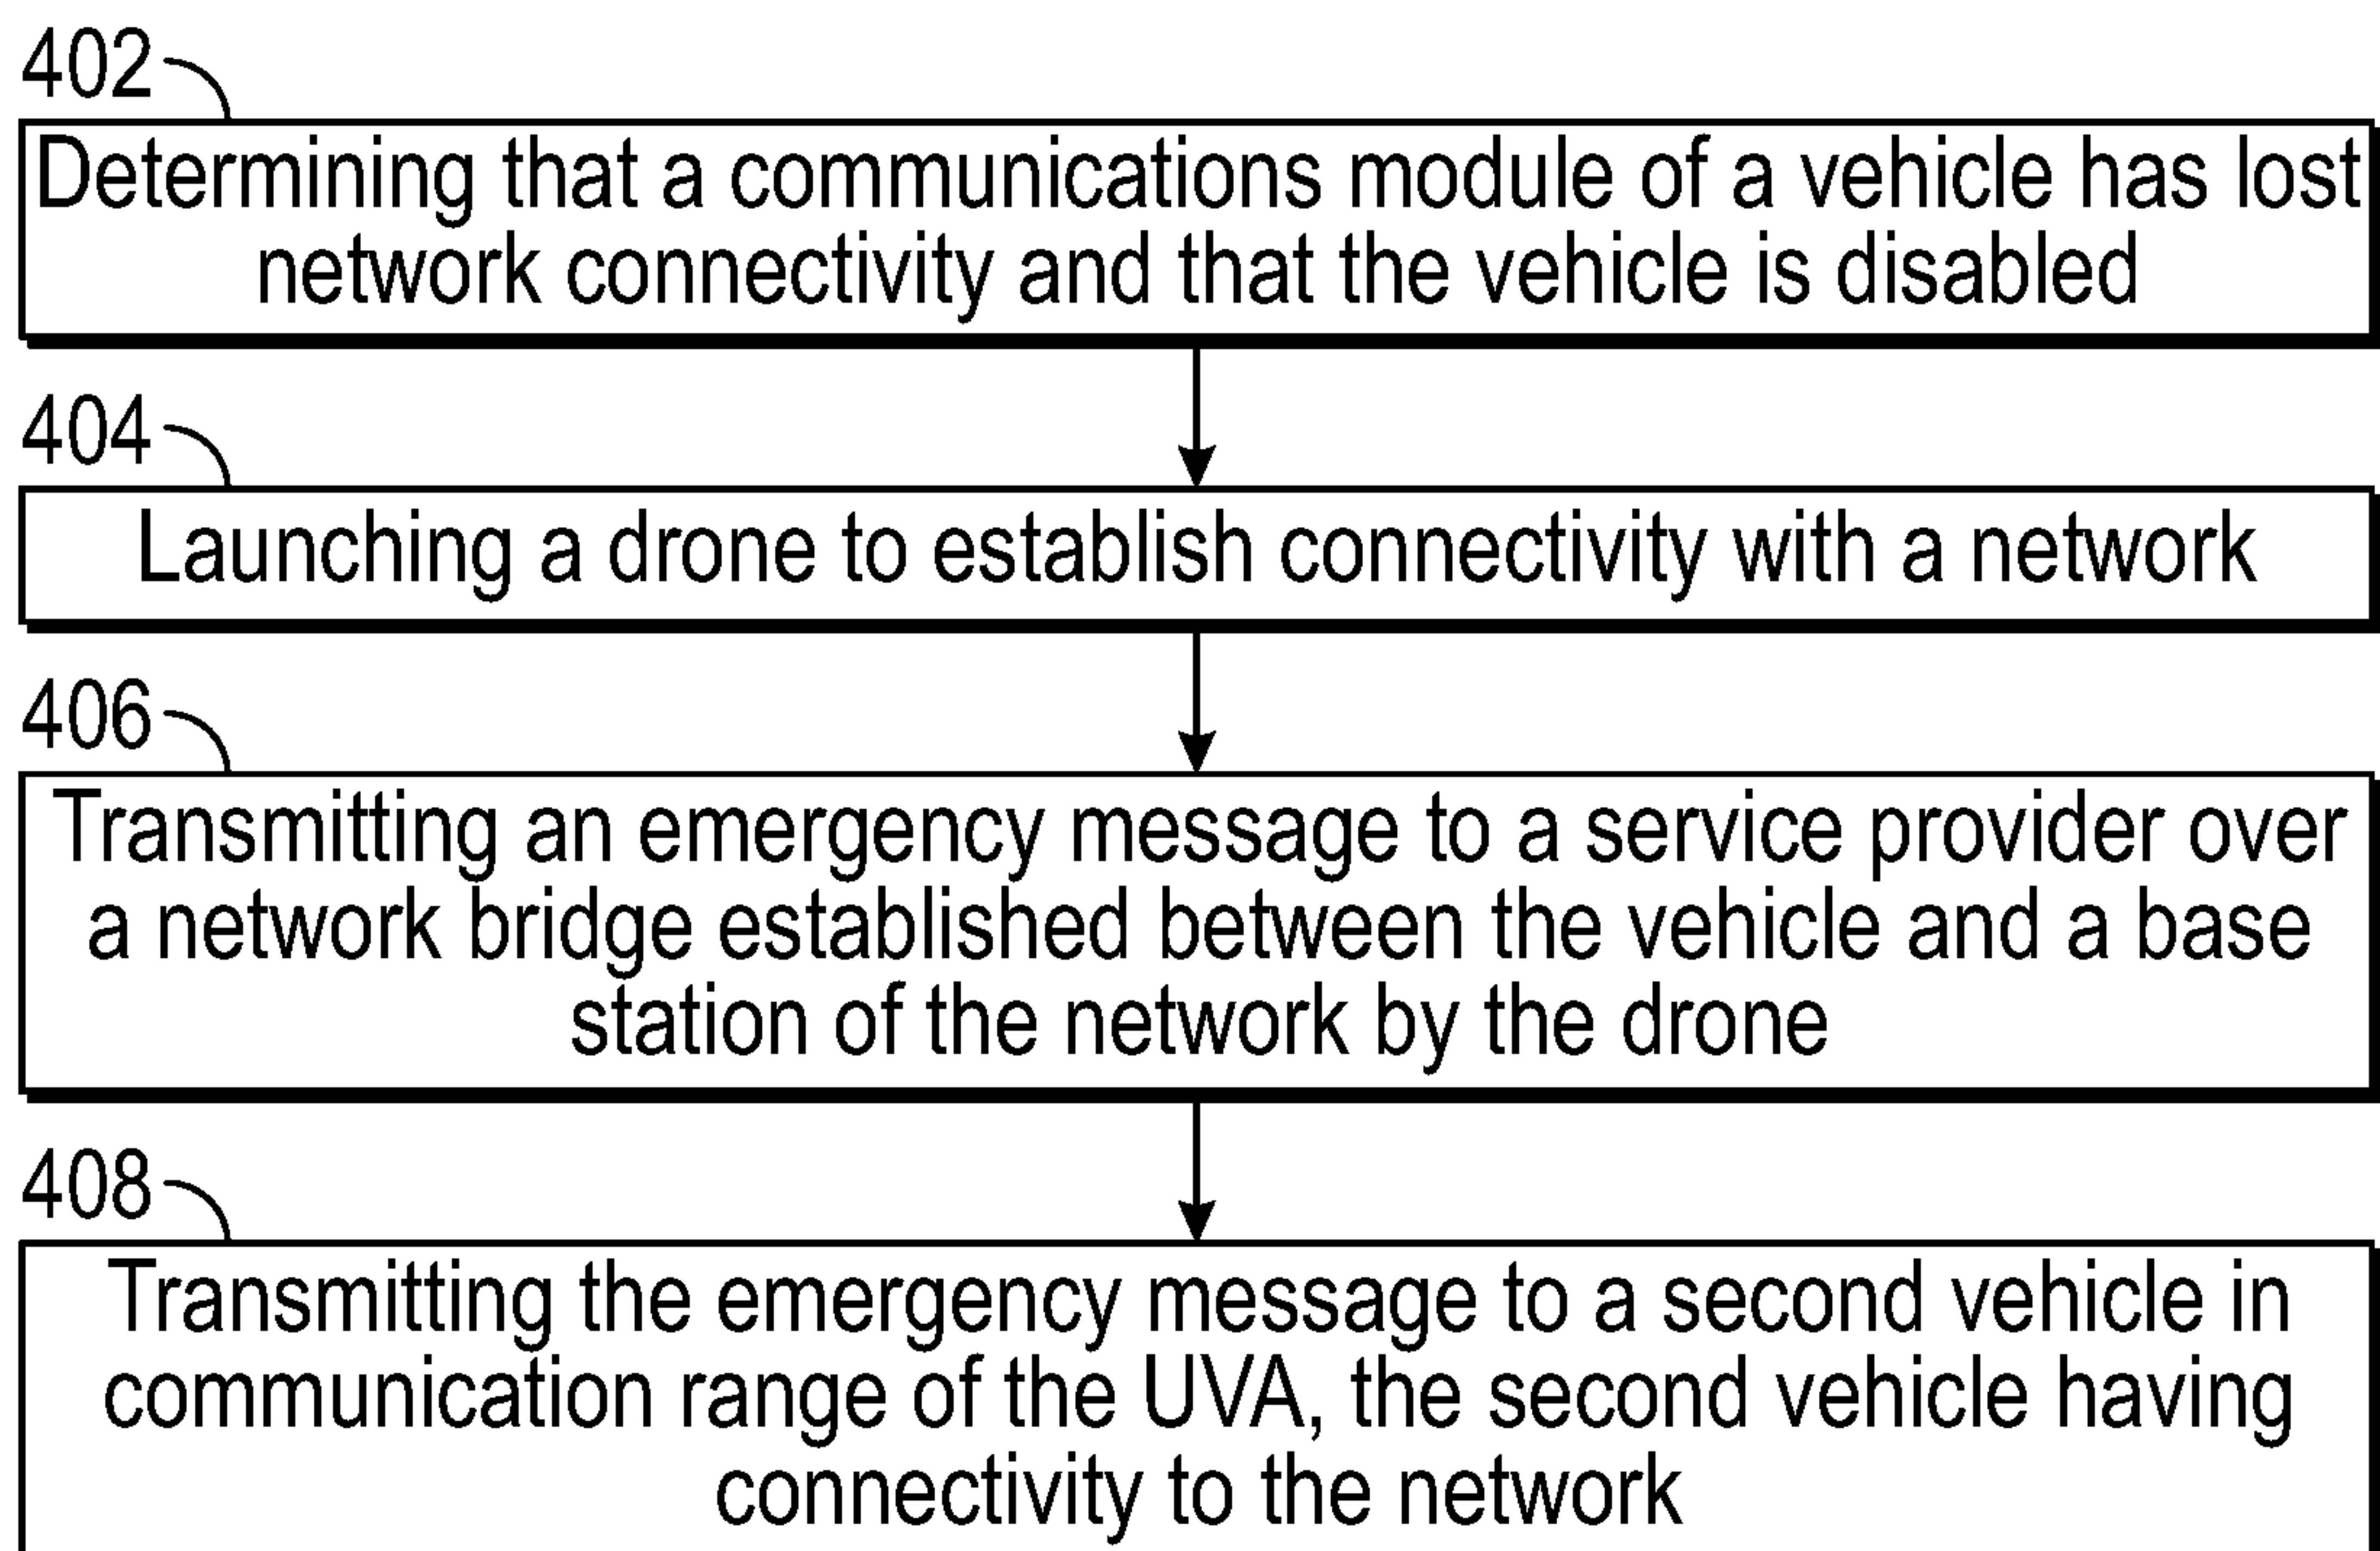 402
Determining that a communications module of a vehicle has lost
network connectivity and that the vehicle is disabled
404
Launching a drone to establish connectivity with a network
406
Transmitting an emergency message to a service provider over
a network bridge established between the vehicle and a base
station of the network by the drone
408
Transmitting the emergency message to a second vehicle in
communication range of the UVA, the second vehicle having
connectivity to the network